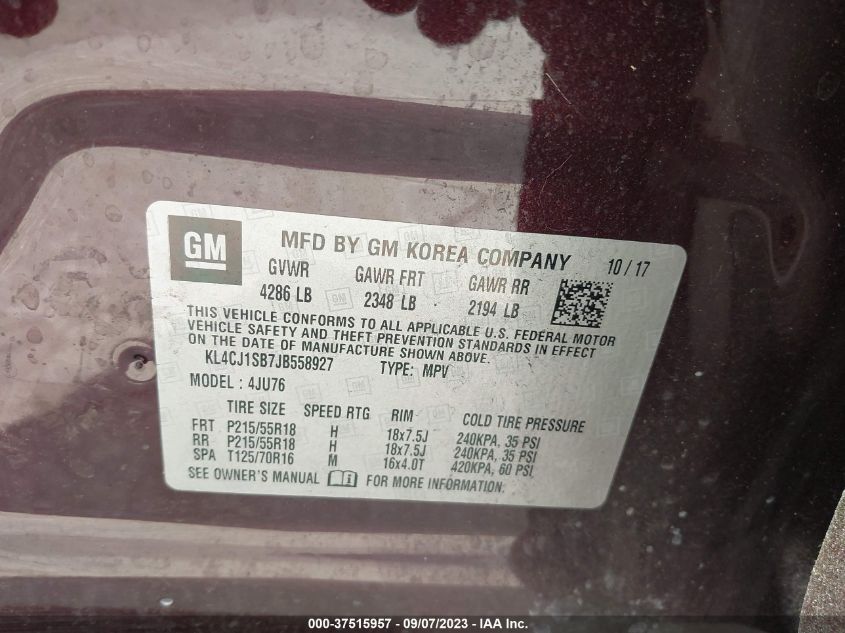 GM MFD BY GM KOREA COMPANY 10 / 17
GVWR GAWR FRT GAWR RR
4286 LB 2348 LB 2194 LB
THIS VEHICLE CONFORMS TO ALL APPLICABLE U.S. FEDERAL MOTOR
VEHICLE SAFETY AND THEFT PREVENTION STANDARDS IN EFFECT
ON THE DATE OF MANUFACTURE SHOWN ABOVE.
KL4CJ1SB7JB558927 TYPE: MPV
MODEL : 4JU76
TIRE SIZE SPEED RTG RIM COLD TIRE PRESSURE
FRT P215/55R18 H 18x7.5J 240KPA, 35 PSI
RR P215/55R18 H 18x7.5J 240KPA, 35 PSI
SPA T125/70R16 M 16x4.0T 420KPA, 60 PSI
SEE OWNER'S MANUAL FOR MORE INFORMATION.
000-37515957 - 09/07/2023 - IAA Inc.